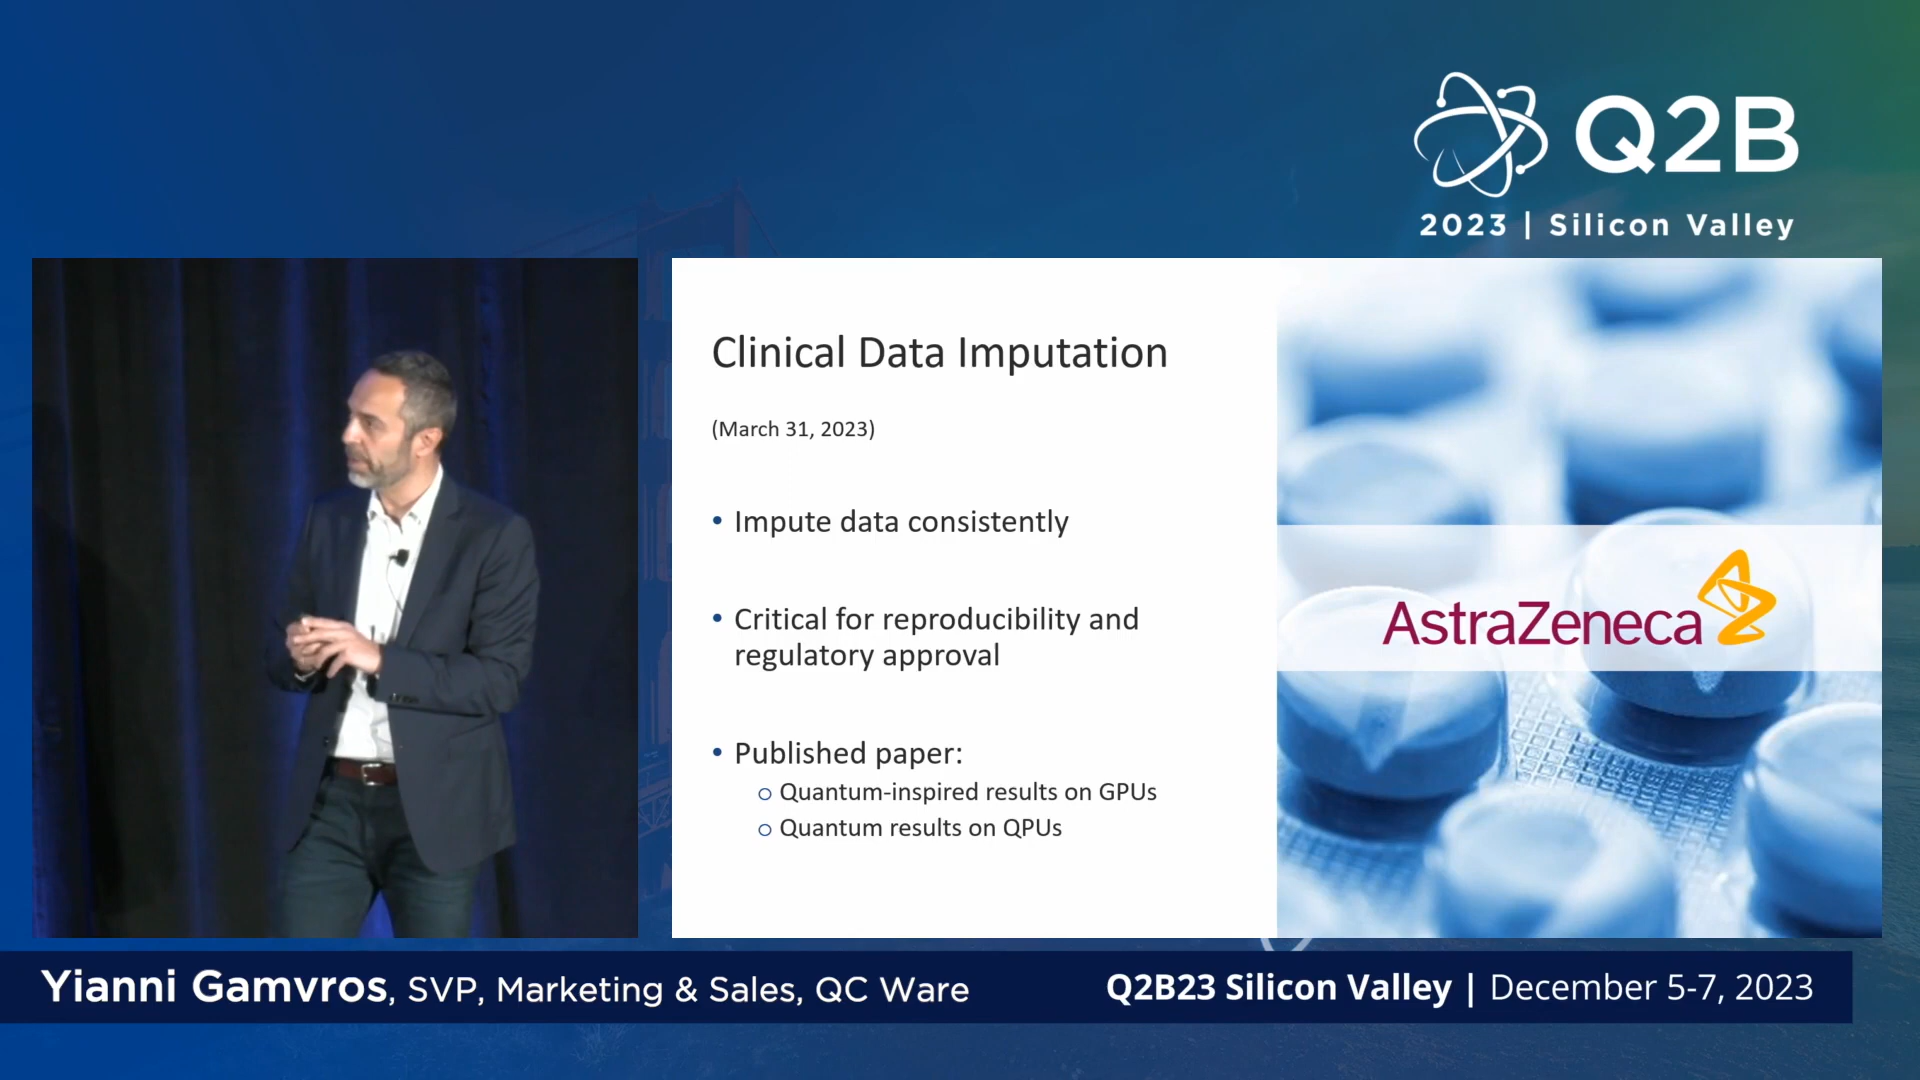 Q2B
2023 | Silicon Valley
Clinical Data Imputation
(March 31, 2023)
• Impute data consistently
• Critical for reproducibility and
regulatory approval
• Published paper:
o Quantum-inspired results on GPUs
o Quantum results on QPUs
AstraZeneca
Yianni Gamvros, SVP, Marketing & Sales, QC Ware
Q2B23 Silicon Valley | December 5-7, 2023